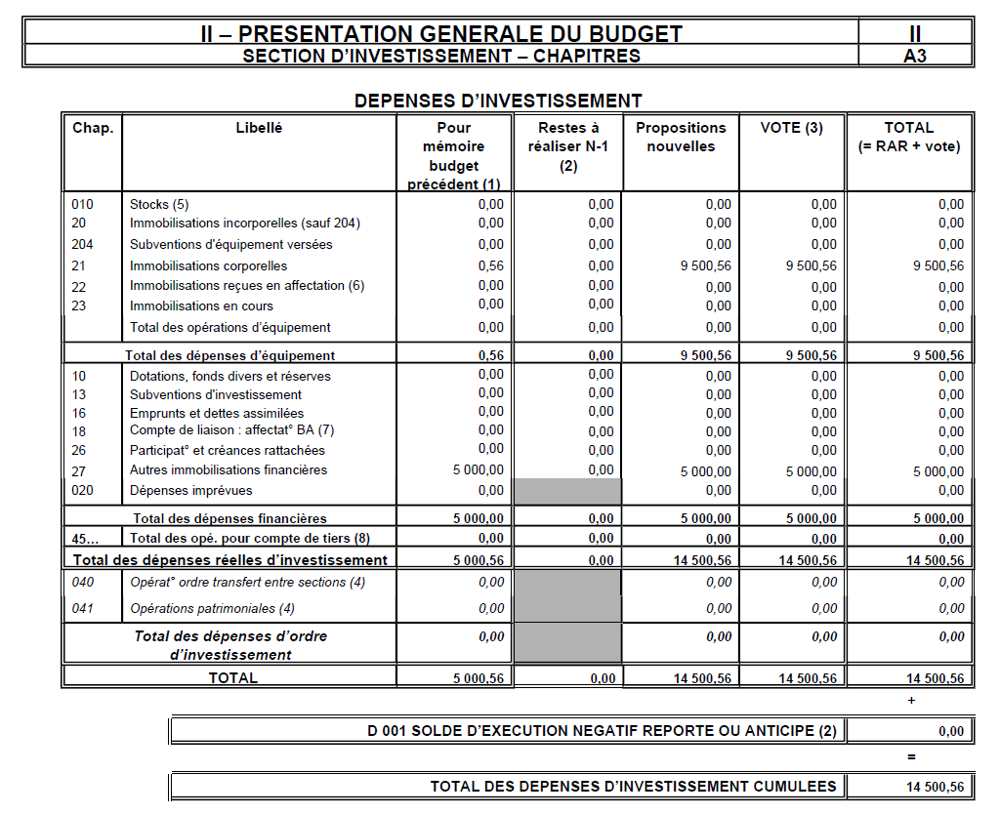 II – PRESENTATION GENERALE DU BUDGET II
SECTION D’INVESTISSEMENT – CHAPITRES A3
DEPENSES D’INVESTISSEMENT
Chap. Libellé Pour Restes à Propositions VOTE (3) TOTAL
mémoire réaliser N-1 nouvelles (= RAR + vote)
budget (2)
précédent (1)
010 Stocks (5) 0,00 0,00 0,00 0,00 0,00
20 Immobilisations incorporelles (sauf 204) 0,00 0,00 0,00 0,00 0,00
204 Subventions d'équipement versées 0,00 0,00 0,00 0,00 0,00
21 Immobilisations corporelles 0,56 0,00 9 500,56 9 500,56 9 500,56
22 Immobilisations reçues en affectation (6) 0,00 0,00 0,00 0,00 0,00
23 Immobilisations en cours 0,00 0,00 0,00 0,00 0,00
Total des opérations d’équipement 0,00 0,00 0,00 0,00 0,00
Total des dépenses d’équipement 0,56 0,00 9 500,56 9 500,56 9 500,56
10 Dotations, fonds divers et réserves 0,00 0,00 0,00 0,00 0,00
13 Subventions d'investissement 0,00 0,00 0,00 0,00 0,00
16 Emprunts et dettes assimilées 0,00 0,00 0,00 0,00 0,00
18 Compte de liaison : affectat° BA (7) 0,00 0,00 0,00 0,00 0,00
26 Participat° et créances rattachées 0,00 0,00 0,00 0,00 0,00
27 Autres immobilisations financières 5 000,00 0,00 5 000,00 5 000,00 5 000,00
020 Dépenses imprévues 0,00 0,00 0,00 0,00
Total des dépenses financières 5 000,00 0,00 5 000,00 5 000,00 5 000,00
45… Total des opé. pour compte de tiers (8) 0,00 0,00 0,00 0,00 0,00
Total des dépenses réelles d’investissement 5 000,56 0,00 14 500,56 14 500,56 14 500,56
040 Opérat° ordre transfert entre sections (4) 0,00 0,00 0,00 0,00
041 Opérations patrimoniales (4) 0,00 0,00 0,00 0,00
Total des dépenses d’ordre 0,00 0,00 0,00 0,00
d’investissement
TOTAL 5 000,56 0,00 14 500,56 14 500,56 14 500,56
+
D 001 SOLDE D’EXECUTION NEGATIF REPORTE OU ANTICIPE (2) 0,00
=
TOTAL DES DEPENSES D’INVESTISSEMENT CUMULEES 14 500,56